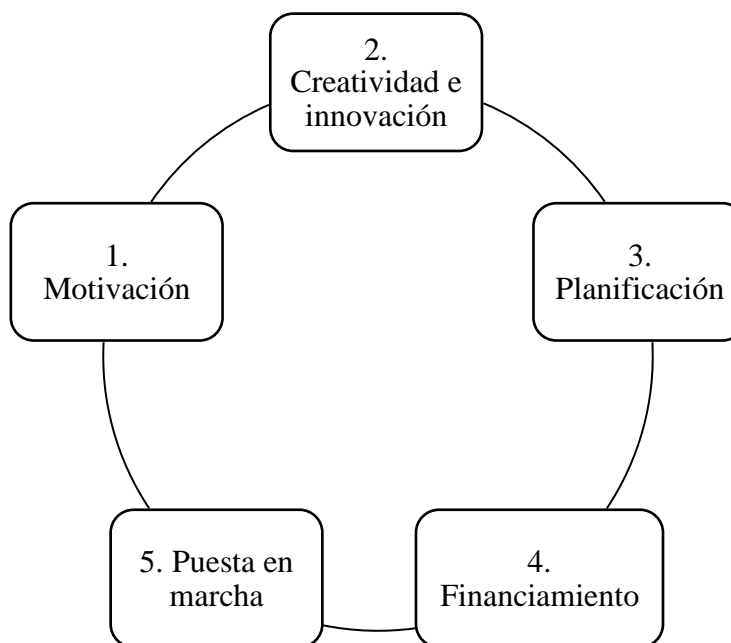 1.
Motivación
2.
Creatividad e
innovación
3.
Planificación
4.
Financiamiento
5. Puesta en
marcha